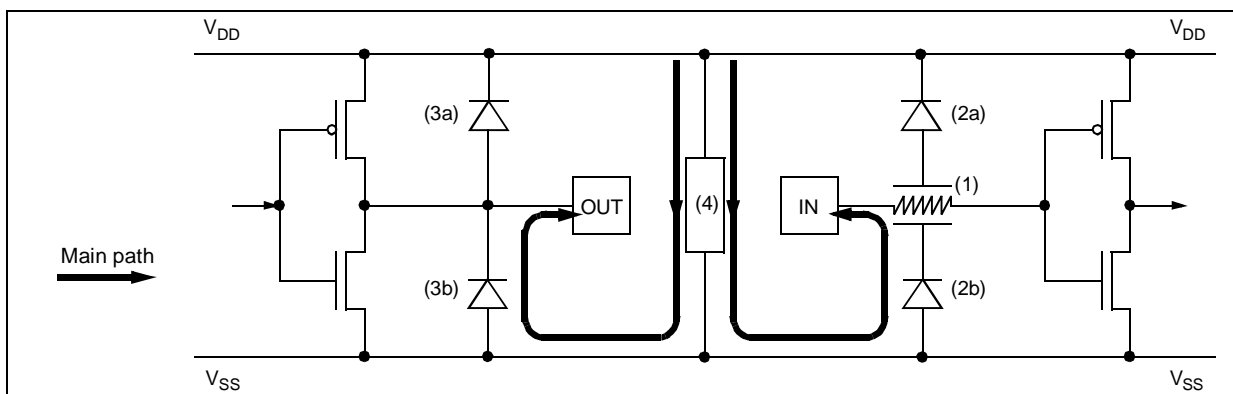 VDD VDD
(3a) (2a)
(1)
OUT (4) IN
Main path
(3b) (2b)
VSS VSS